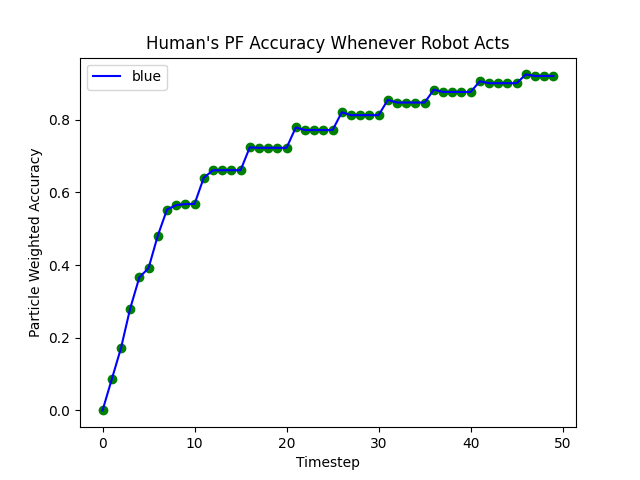 Human's PF Accuracy Whenever Robot Acts
blue
Particle Weighted Accuracy
0.8
0.6
0.4
0.2
0.0
0 10 20 30 40 50
Timestep